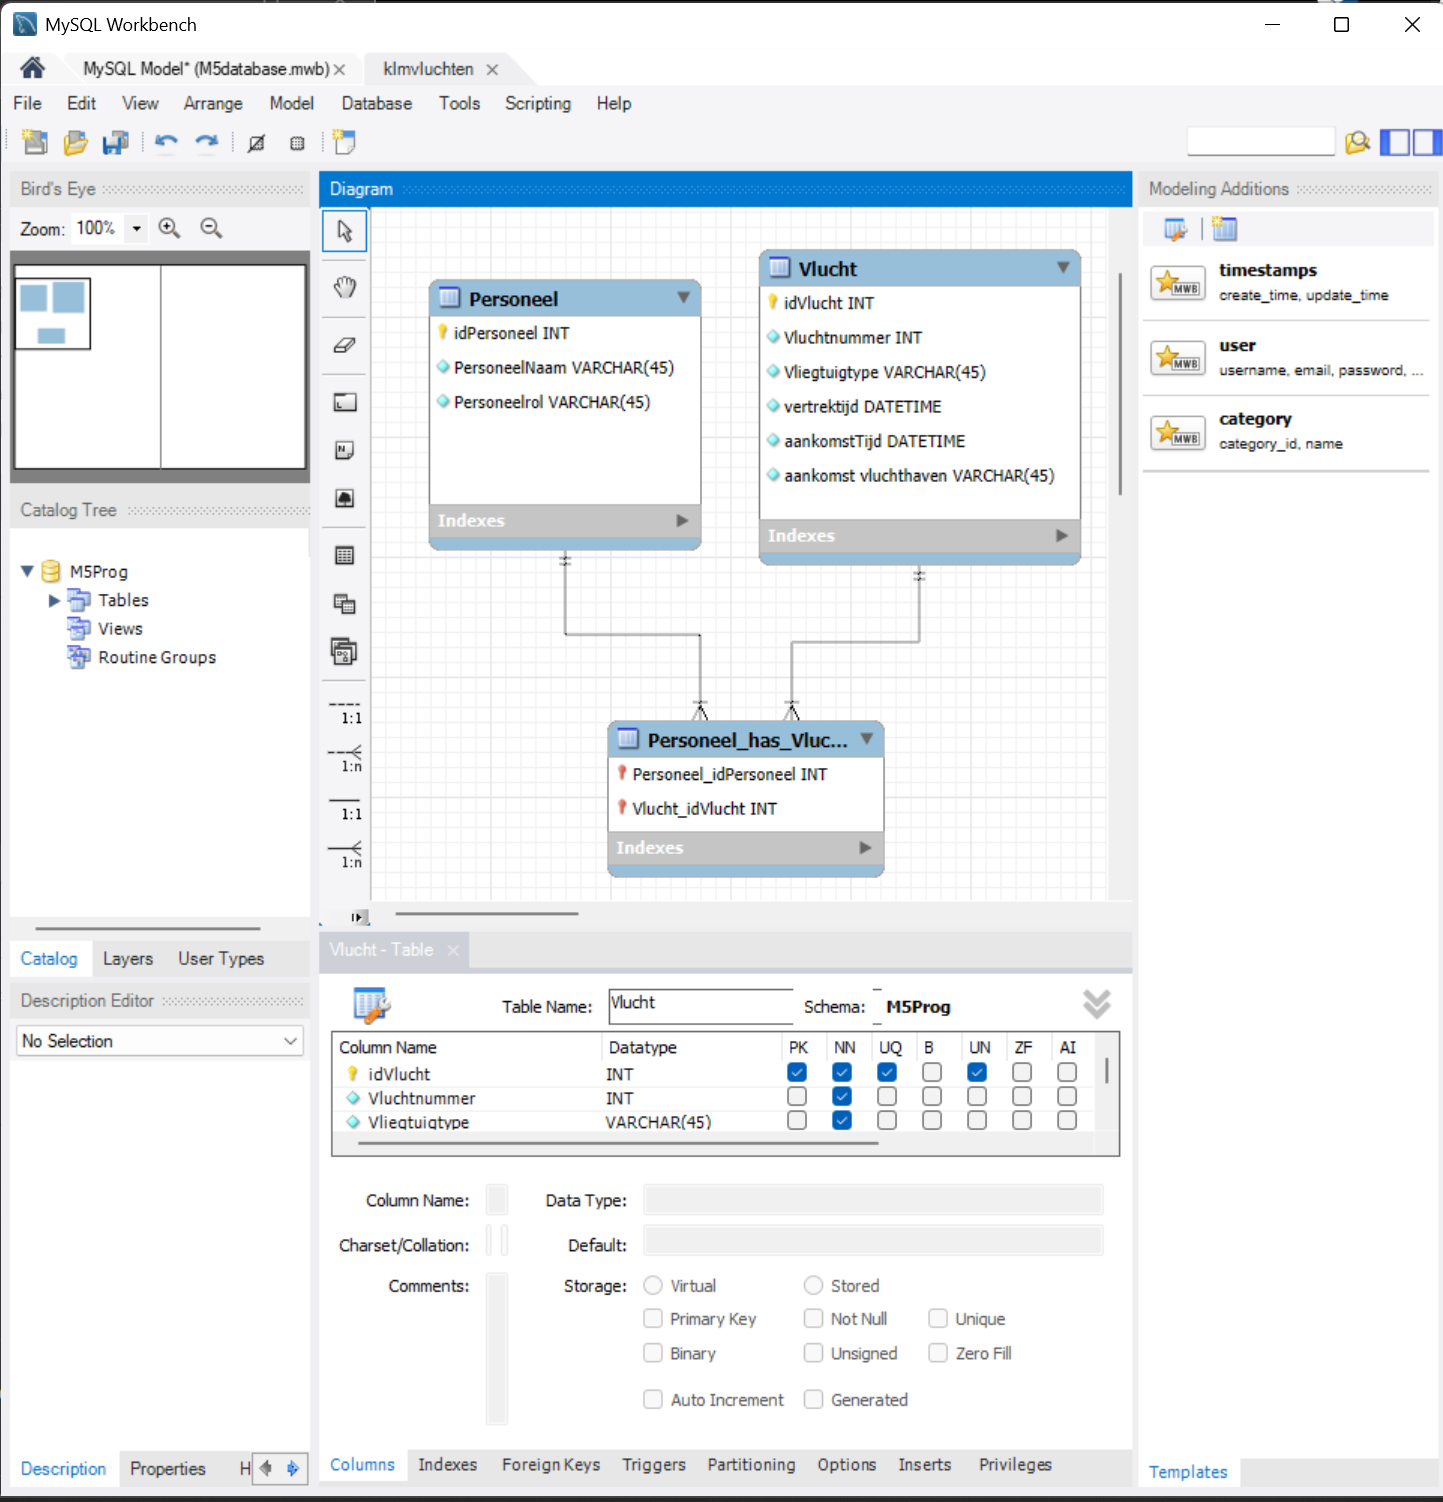 MySQL Workbench
MySQL Model* (M5database.mwb)
klmvluchten
File Edit View Arrange Model Database Tools Scripting Help
Bird's Eye
Zoom: 100%
Catalog Tree
M5Prog
Tables
Views
Routine Groups
Catalog Layers User Types
Description Editor
No Selection
Description Properties H
Diagram
1:1
1:n
1:1
1:n
Personeel
idPersoneel INT
PersoneelNaam VARCHAR(45)
Personeelrol VARCHAR(45)
Indexes
Vlucht
idVlucht INT
Vluchtnummer INT
Vliegtuigtype VARCHAR(45)
vertrektijd DATETIME
aankomstTijd DATETIME
aankomst vluchthaven VARCHAR(45)
Indexes
Personeel_has_Vluc...
Personeel_idPersoneel INT
Vlucht_idVlucht INT
Indexes
Vlucht - Table
Table Name: Vlucht Schema: M5Prog
Column Name Datatype PK NN UQ B UN ZF AI
idVlucht INT
Vluchtnummer INT
Vliegtuigtype VARCHAR(45)
Column Name: Data Type:
Charset/Collation: Default:
Comments: Storage: Virtual Stored
Primary Key Not Null Unique
Binary Unsigned Zero Fill
Auto Increment Generated
Columns Indexes Foreign Keys Triggers Partitioning Options Inserts Privileges
Modeling Additions
MWB
timestamps
create_time, update_time
MWB
user
username, email, password, ...
MWB
category
category_id, name
Templates